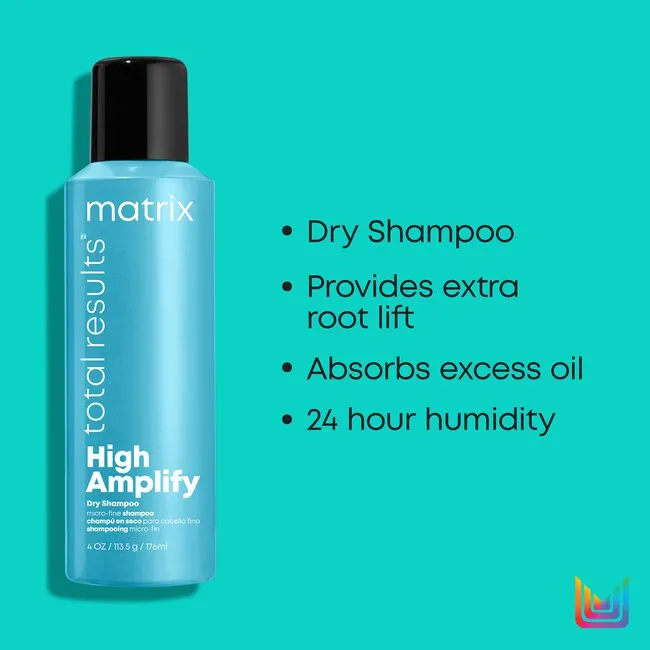 matrix
total results™
High
Amplify
Dry Shampoo
micro-fine shampoo
champú en seco para cabello fino
shampooing micro-fin
4 OZ / 113.5 g / 176ml
• Dry Shampoo
• Provides extra
root lift
• Absorbs excess oil
• 24 hour humidity